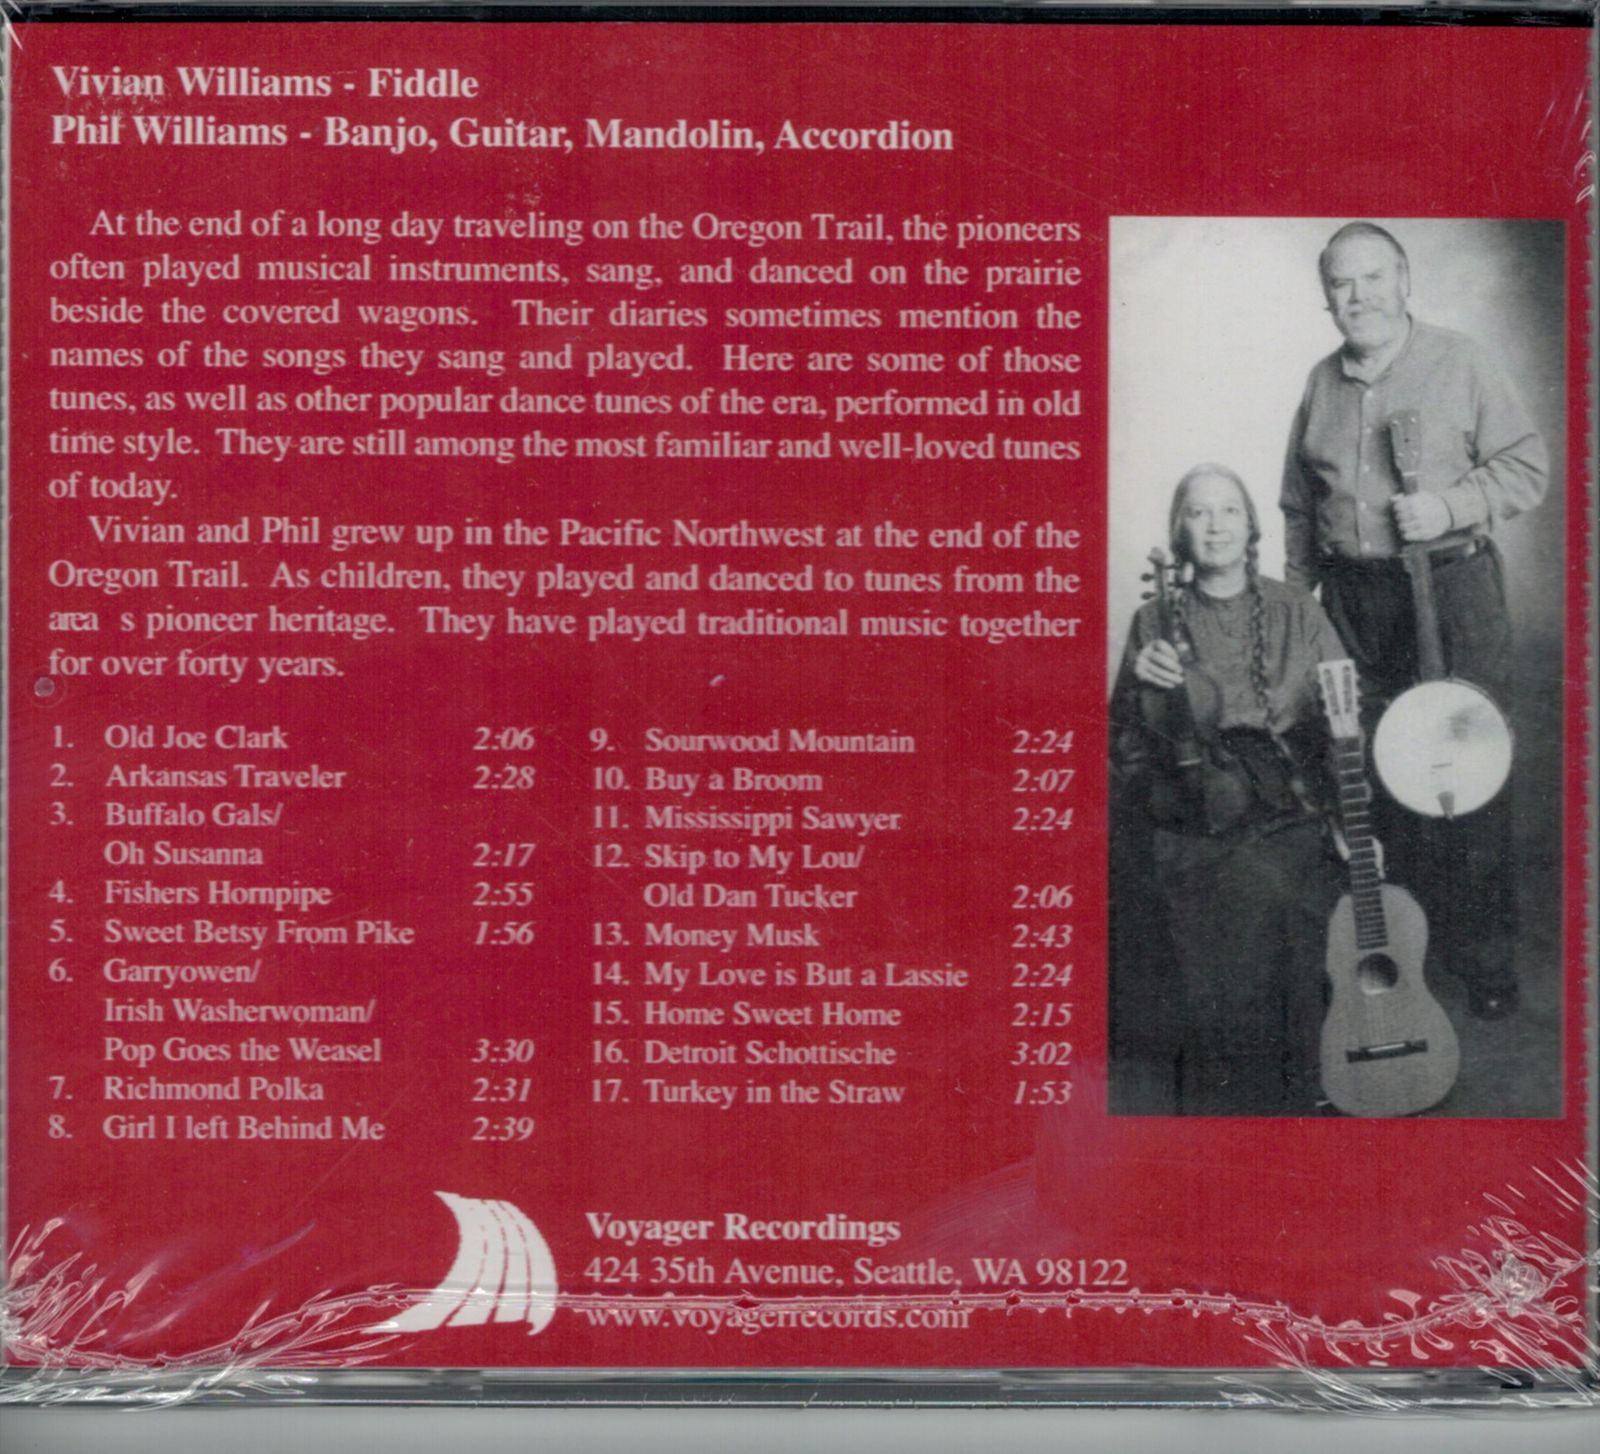 Vivian Williams - Fiddle
Phil Williams - Banjo, Guitar, Mandolin, Accordion
At the end of a long day traveling on the Oregon Trail, the pioneers
often played musical instruments, sang, and danced on the prairie
beside the covered wagons. Their diaries sometimes mention the
names of the songs they sang and played. Here are some of those
tunes, as well as other popular dance tunes of the era, performed in old
time style. They are still among the most familiar and well-loved tunes
of today.
Vivian and Phil grew up in the Pacific Northwest at the end of the
Oregon Trail. As children, they played and danced to tunes from the
area s pioneer heritage. They have played traditional music together
for over forty years.
1. Old Joe Clark 2:06
2. Arkansas Traveler 2:28
3. Buffalo Gals/
Oh Susanna 2:17
4. Fishers Hornpipe 2:55
5. Sweet Betsy From Pike 1:56
6. Garryowen/
Irish Washerwoman/
Pop Goes the Weasel 3:30
7. Richmond Polka 2:31
8. Girl I left Behind Me 2:39
9. Sourwood Mountain 2:24
10. Buy a Broom 2:07
11. Mississippi Sawyer 2:24
12. Skip to My Lou/
Old Dan Tucker 2:06
13. Money Musk 2:43
14. My Love is But a Lassie 2:24
15. Home Sweet Home 2:15
16. Detroit Schottische 3:02
17. Turkey in the Straw 1:53
Voyager Recordings
424 35th Avenue, Seattle, WA 98122
www.voyagerrecords.com